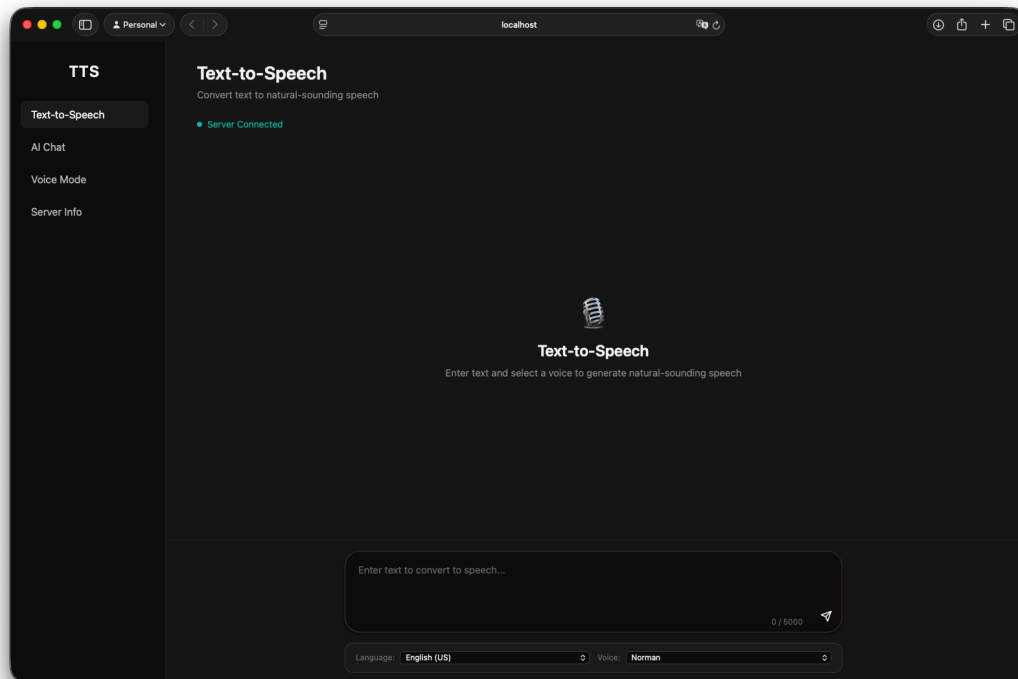 Personal
localhost
TTS
Text-to-Speech
AI Chat
Voice Mode
Server Info
Text-to-Speech
Convert text to natural-sounding speech
Server Connected
Text-to-Speech
Enter text and select a voice to generate natural-sounding speech
Enter text to convert to speech...
0 / 5000
Language: English (US) Voice: Norman